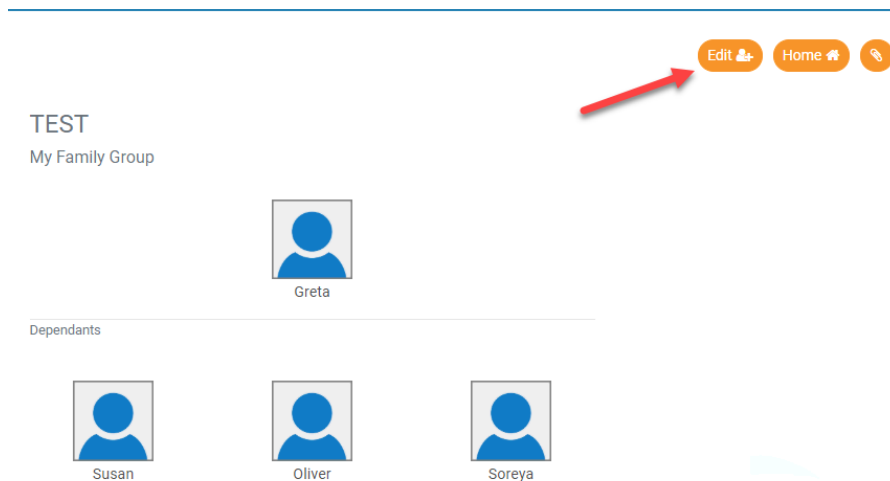 Edit Home
TEST
My Family Group
Greta
Dependants
Susan Oliver Soreya